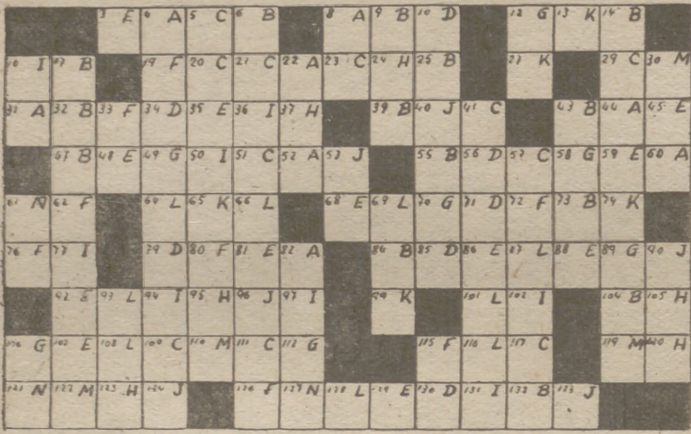 3 E 4 A 5 C 6 B 8 A 9 B 10 D 12 G 13 K 14 B
16 I 17 B 19 F 20 C 21 C 22 A 23 C 24 H 25 B 27 K 29 C 30 M
31 A 32 B 33 F 34 D 35 E 36 I 37 H 39 B 40 J 41 C 43 B 44 A 45 E
47 B 48 E 49 G 50 I 51 C 52 A 53 J 55 B 56 D 57 C 58 G 59 E 60 A
61 N 62 F 64 L 65 K 66 L 68 E 69 L 70 G 71 D 72 F 73 B 74 K
76 F 77 I 79 D 80 F 81 E 82 A 84 B 85 D 86 E 87 L 88 E 89 G 90 J
92 E 93 L 94 I 95 H 96 J 97 I 99 K 101 L 102 I 104 B 105 H
106 G 107 E 108 L 109 C 110 M 111 C 112 G 115 F 116 L 117 C 119 M 120 H
121 N 122 M 123 H 124 J 126 F 127 N 128 L 129 E 130 D 131 I 132 B 133 J